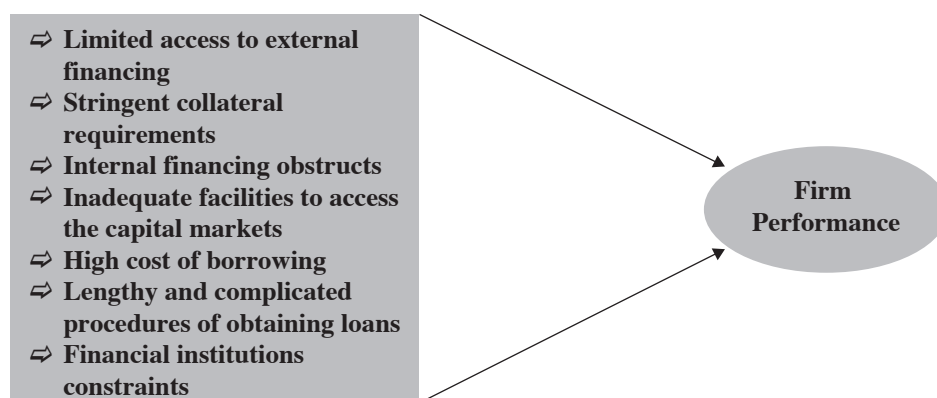 ⇨ Limited access to external
financing
⇨ Stringent collateral
requirements
⇨ Internal financing obstructs
⇨ Inadequate facilities to access
the capital markets
⇨ High cost of borrowing
⇨ Lengthy and complicated
procedures of obtaining loans
⇨ Financial institutions
constraints
Firm
Performance